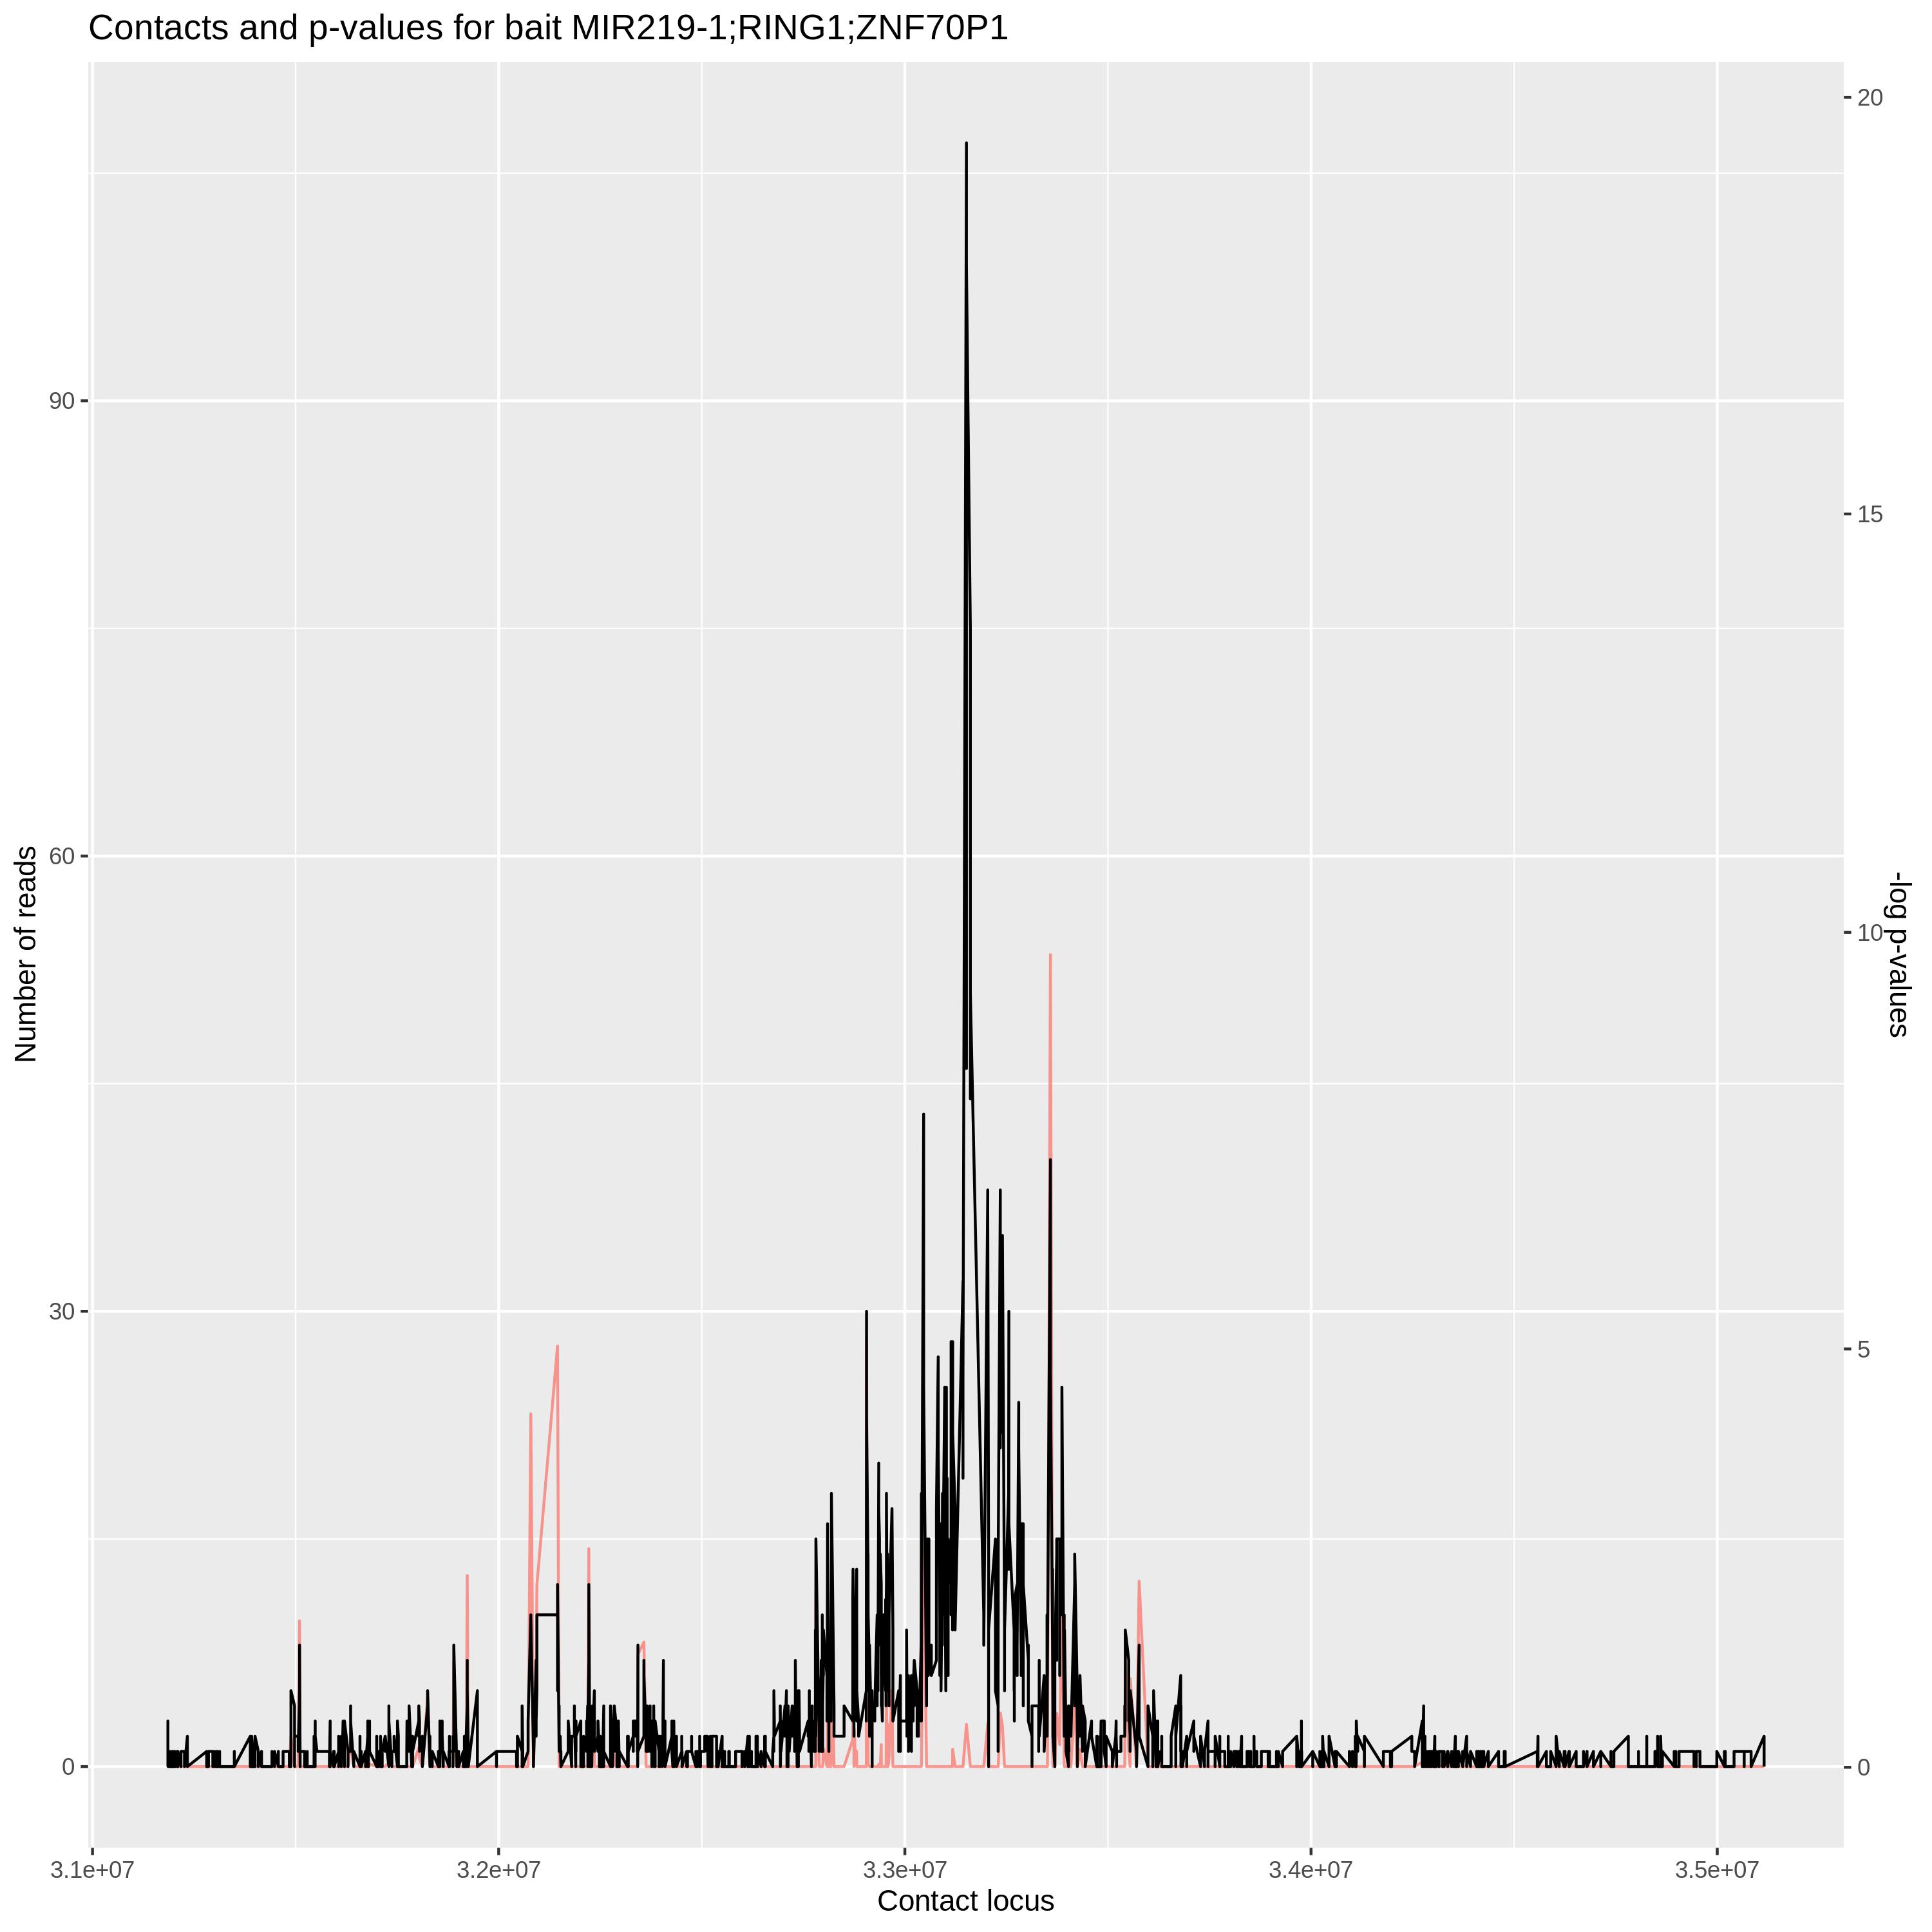 Contacts and p-values for bait MIR219-1;RING1;ZNF70P1
20
15
10
5
0
-log p-values
90
60
30
0
Number of reads
3.1e+07 3.2e+07 3.3e+07 3.4e+07 3.5e+07
Contact locus